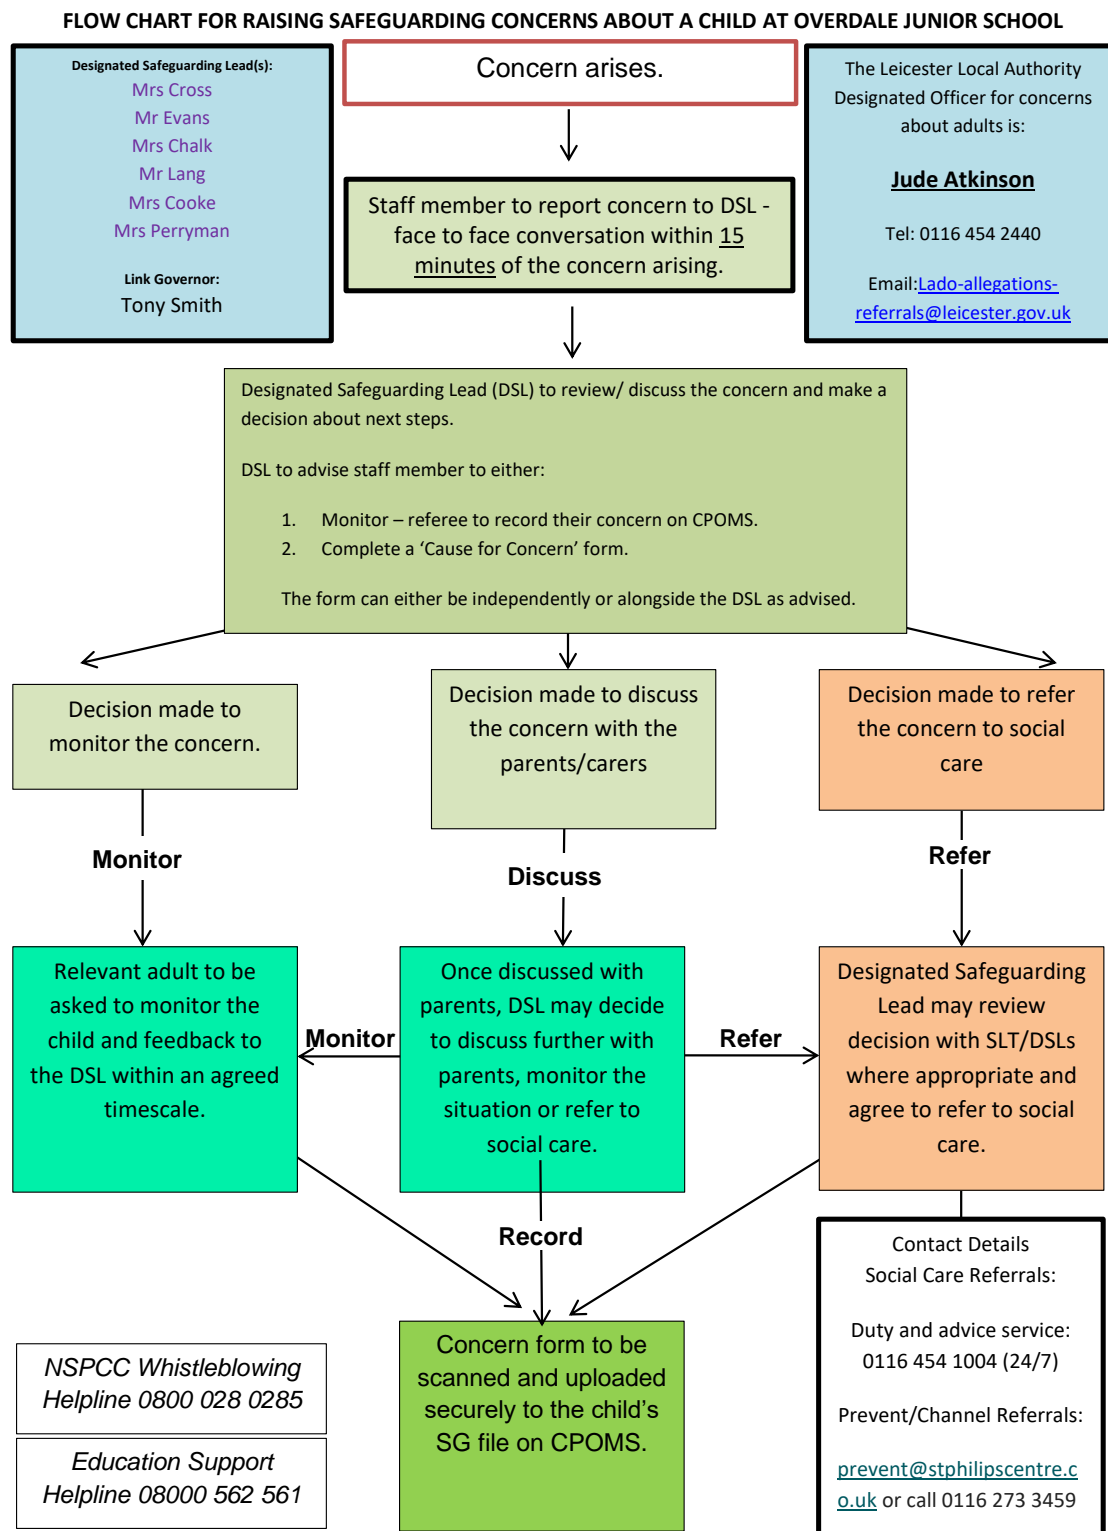 FLOW CHART FOR RAISING SAFEGUARDING CONCERNS ABOUT A CHILD AT OVERDALE JUNIOR SCHOOL
Designated Safeguarding Lead(s):
Mrs Cross
Mr Evans
Mrs Chalk
Mr Lang
Mrs Cooke
Mrs Perryman
Link Governor:
Tony Smith
Concern arises.
The Leicester Local Authority
Designated Officer for concerns
about adults is:
Jude Atkinson
Tel: 0116 454 2440
Email:Lado-allegations-
referrals@leicester.gov.uk
Staff member to report concern to DSL -
face to face conversation within 15
minutes of the concern arising.
Designated Safeguarding Lead (DSL) to review/ discuss the concern and make a
decision about next steps.
DSL to advise staff member to either:
1. Monitor – referee to record their concern on CPOMS.
2. Complete a ‘Cause for Concern’ form.
The form can either be independently or alongside the DSL as advised.
Decision made to
monitor the concern.
Decision made to discuss
the concern with the
parents/carers
Decision made to refer
the concern to social
care
Monitor
Discuss
Refer
Relevant adult to be
asked to monitor the
child and feedback to
the DSL within an agreed
timescale.
Monitor
Once discussed with
parents, DSL may decide
to discuss further with
parents, monitor the
situation or refer to
social care.
Refer
Designated Safeguarding
Lead may review
decision with SLT/DSLs
where appropriate and
agree to refer to social
care.
Record
Concern form to be
scanned and uploaded
securely to the child’s
SG file on CPOMS.
Contact Details
Social Care Referrals:
Duty and advice service:
0116 454 1004 (24/7)
Prevent/Channel Referrals:
prevent@stphilipscentre.c
o.uk or call 0116 273 3459
NSPCC Whistleblowing
Helpline 0800 028 0285
Education Support
Helpline 08000 562 561